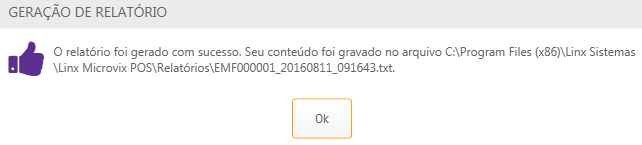 GERAÇÃO DE RELATÓRIO
O relatório foi gerado com sucesso. Seu conteúdo foi gravado no arquivo C:\Program Files (x86)\Linx Sistemas
\Linx Microvix POS\Relatórios\EMF000001_20160811_091643.txt.
Ok